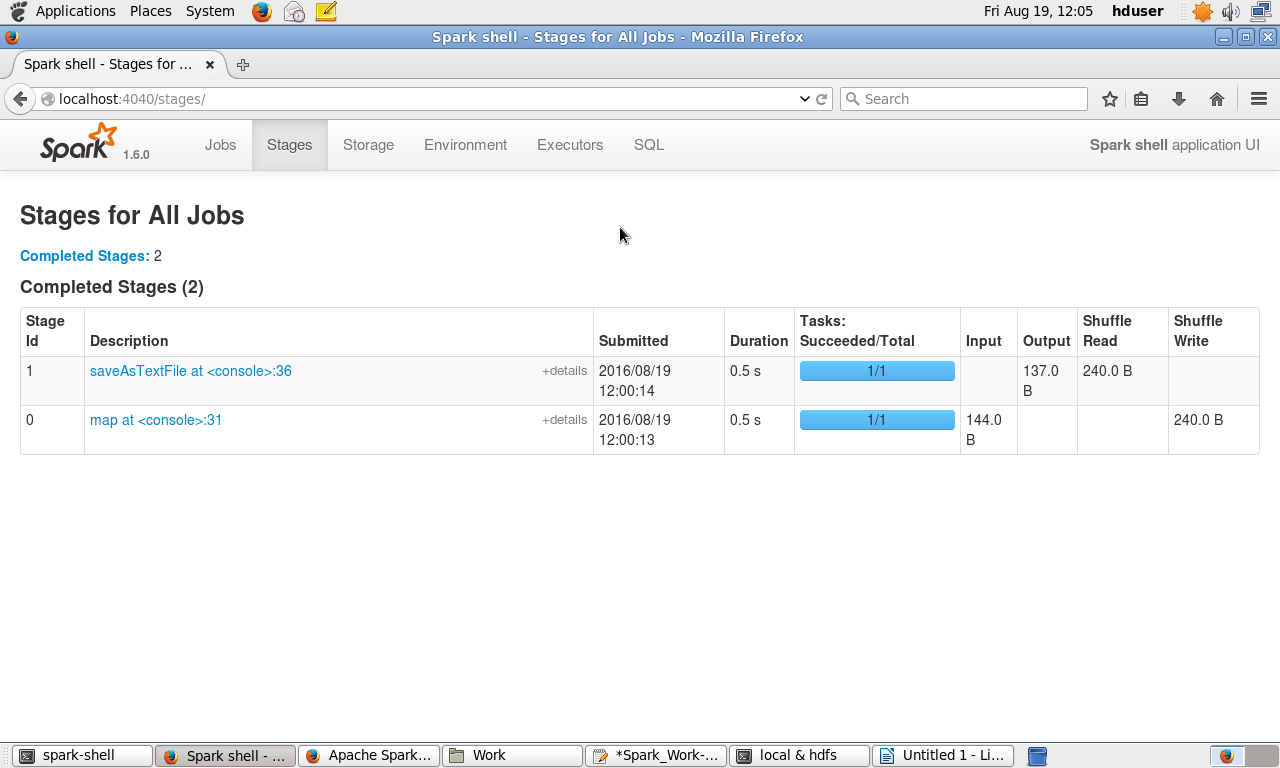 Applications Places System Fri Aug 19, 12:05 hduser
Spark shell - Stages for All Jobs - Mozilla Firefox
Spark shell - Stages for ...
localhost:4040/stages/ Search
Spark 1.6.0 Jobs Stages Storage Environment Executors SQL Spark shell application UI
Stages for All Jobs
Completed Stages: 2
Completed Stages (2)
Stage Id Description Submitted Duration Tasks: Succeeded/Total Input Output Shuffle Read Shuffle Write
1 saveAsTextFile at <console>:36 +details 2016/08/19 12:00:14 0.5 s 1/1 137.0 B 240.0 B
0 map at <console>:31 +details 2016/08/19 12:00:13 0.5 s 1/1 144.0 B 240.0 B
spark-shell Spark shell - ... Apache Spark... Work *Spark_Work-... local & hdfs Untitled 1 - Li...